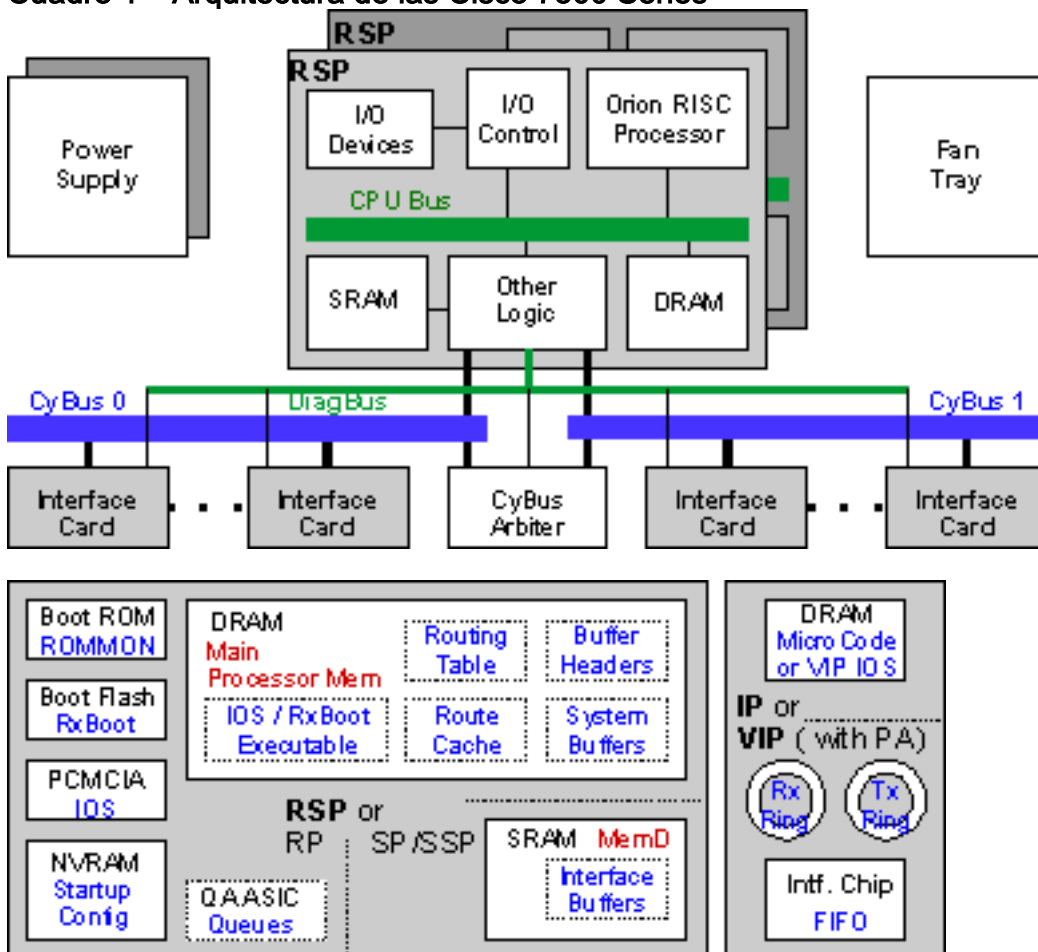 RSP
RSP
I/O
Devices
I/O
Control
Orion RISC
Processor
Power
Supply
Fan
Tray
CPU Bus
SRAM
Other
Logic
DRAM
CyBus 0
DiagBus
CyBus 1
Interface
Card
Interface
Card
CyBus
Arbiter
Interface
Card
Interface
Card
Boot ROM
ROMMON
Boot Flash
RxBoot
PCMCIA
IOS
NVRAM
Startup
Config
DRAM
Main
Processor Mem
IOS / RxBoot
Executable
Routing
Table
Buffer
Headers
Route
Cache
System
Buffers
RSP or
RP
SP/SSP
QAASIC
Queues
SRAM MemD
Interface
Buffers
DRAM
Micro Code
or VIP IOS
IP or
VIP ( with PA)
Rx
Ring
Tx
Ring
Intf. Chip
FIFO